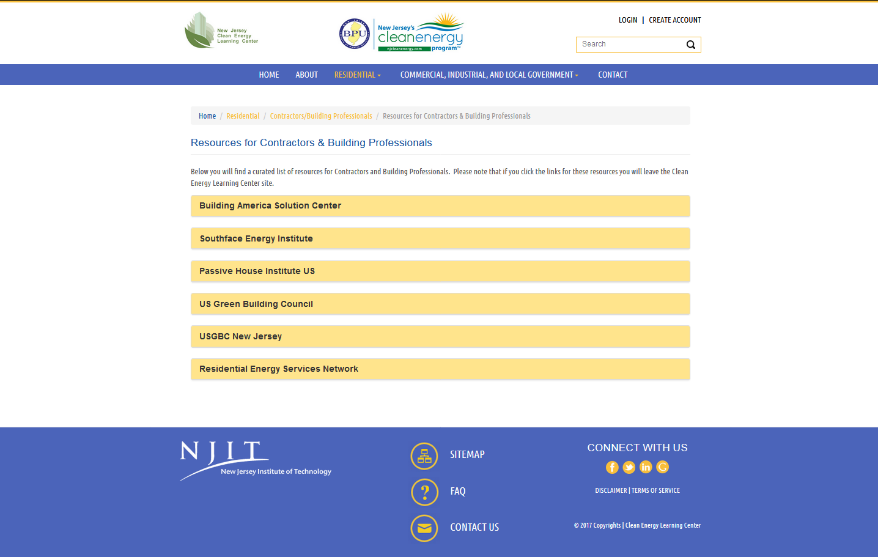 New Jersey
Clean Energy
Learning Center
BPU
New Jersey's
cleanenergy
njcleanenergy.com
program™
LOGIN | CREATE ACCOUNT
Search
HOME ABOUT RESIDENTIAL COMMERCIAL, INDUSTRIAL, AND LOCAL GOVERNMENT CONTACT
Home / Residential / Contractors/Building Professionals / Resources for Contractors & Building Professionals
Resources for Contractors & Building Professionals
Below you will find a curated list of resources for Contractors and Building Professionals. Please note that if you click the links for these resources you will leave the Clean
Energy Learning Center site.
Building America Solution Center
Southface Energy Institute
Passive House Institute US
US Green Building Council
USGBC New Jersey
Residential Energy Services Network
NJIT
New Jersey Institute of Technology
SITEMAP
FAQ
CONTACT US
CONNECT WITH US
DISCLAIMER | TERMS OF SERVICE
© 2017 Copyrights | Clean Energy Learning Center